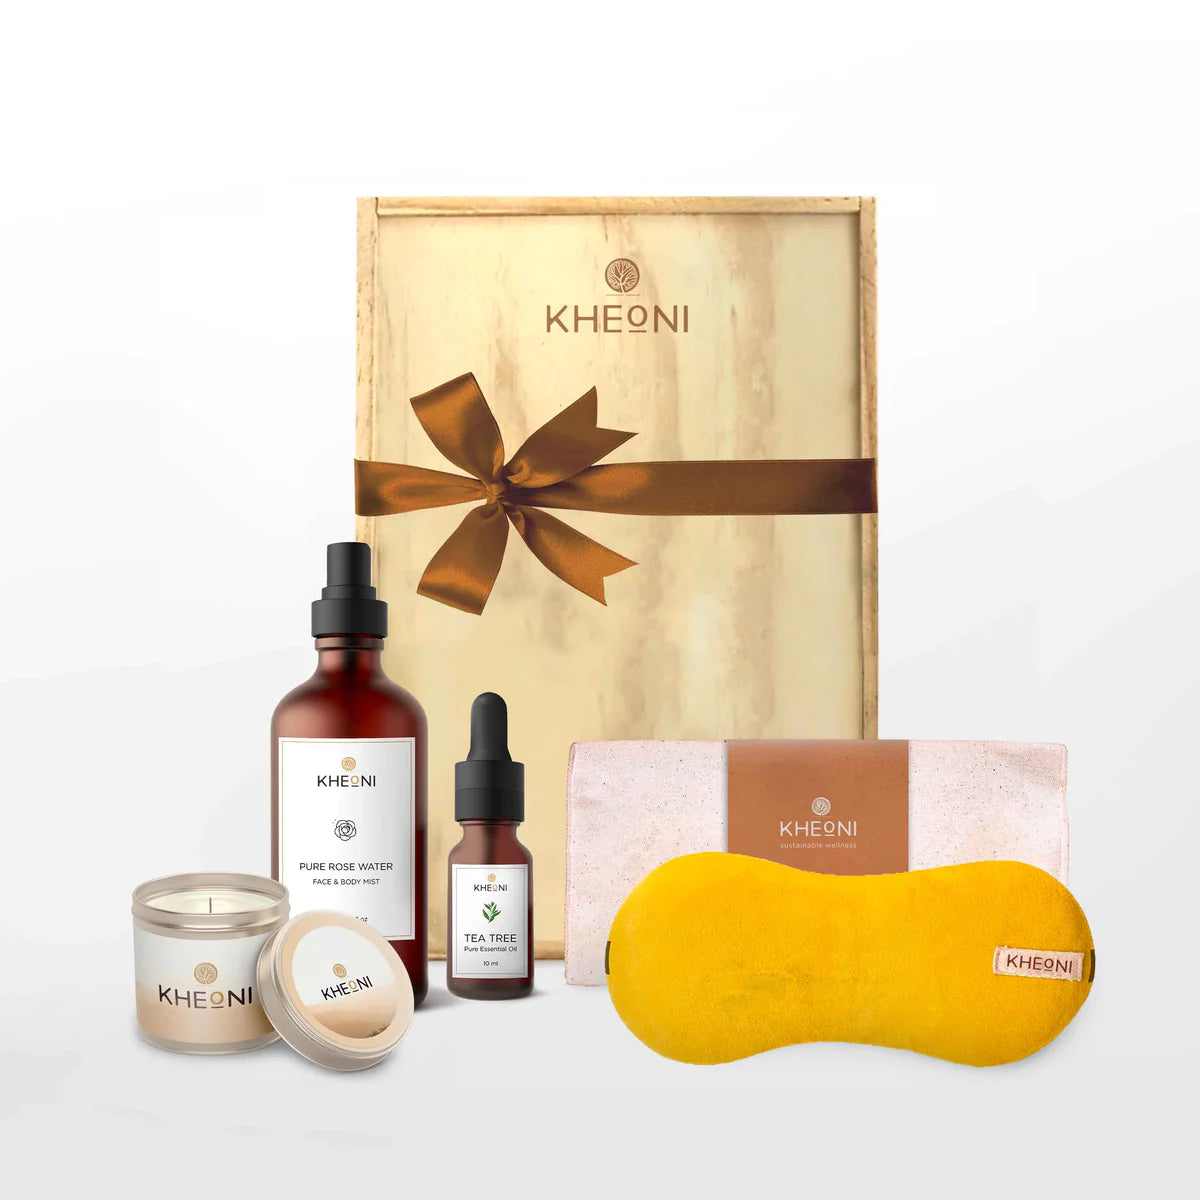 KHEONI
KHEONI
PURE ROSE WATER
FACE & BODY MIST
oz
KHEONI
TEA TREE
Pure Essential Oil
10 ml
KHEONI
sustainable wellness
KHEONI
KHEONI
KHEONI